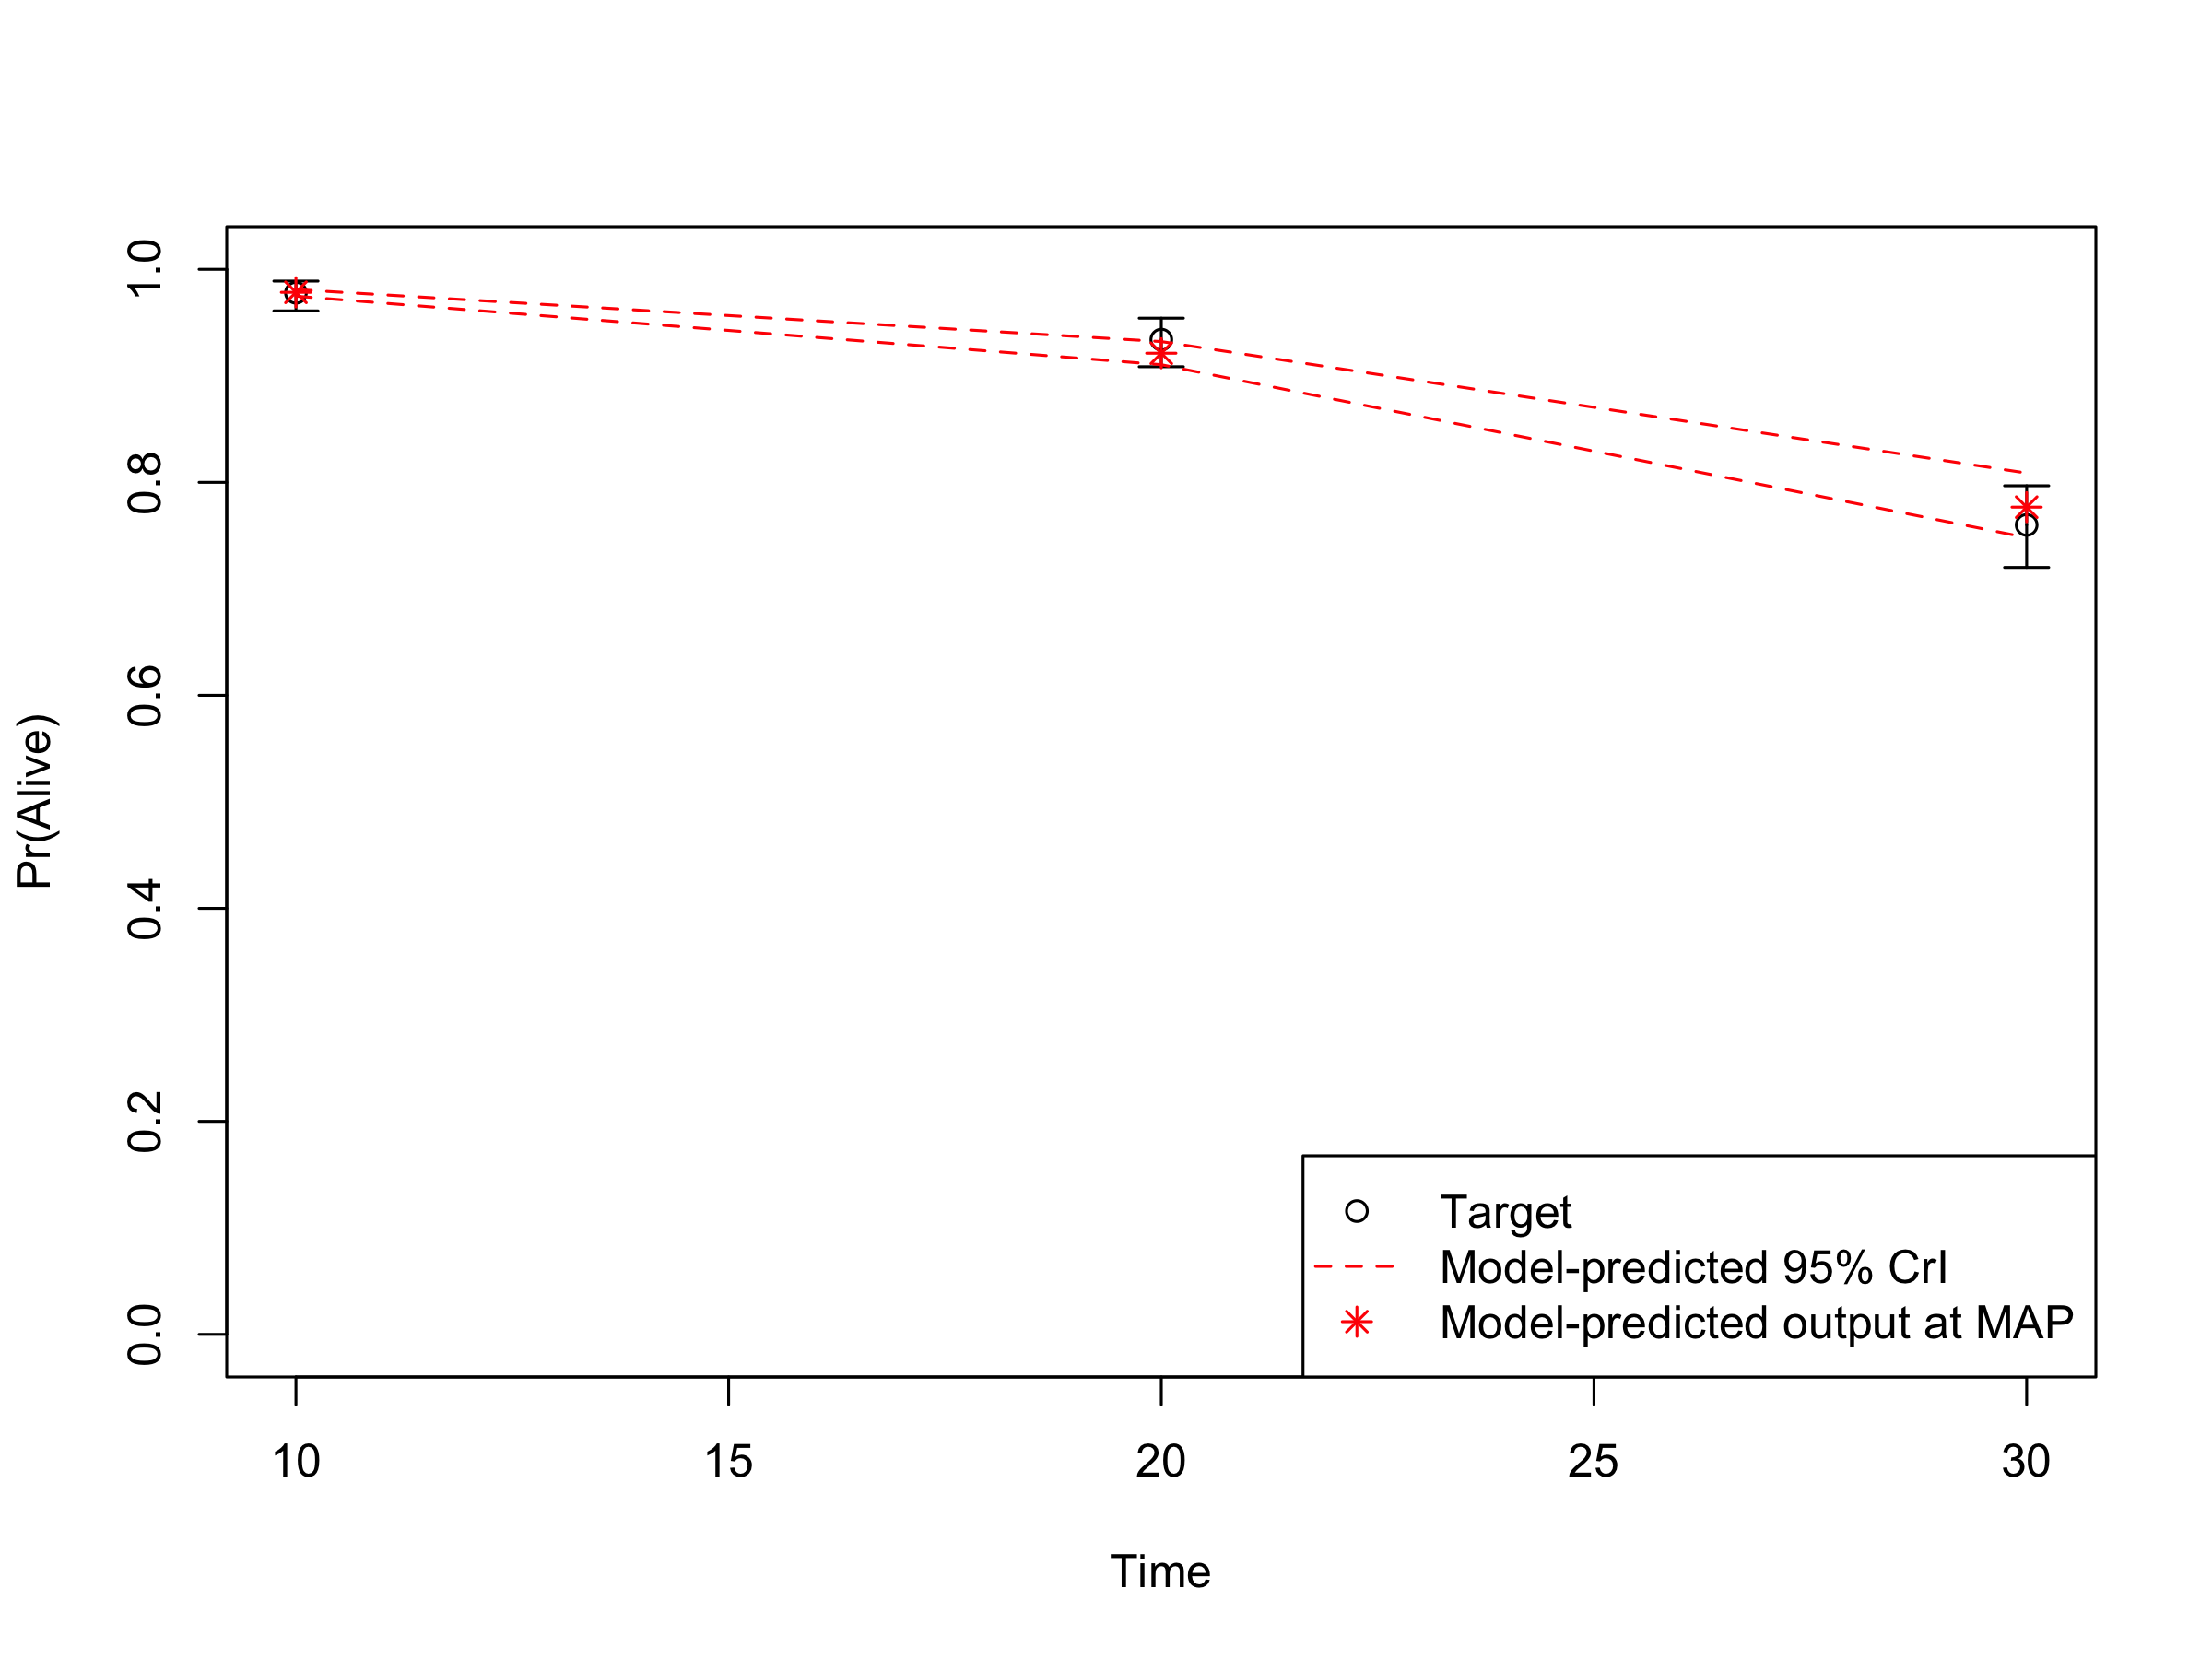 1.0
0.8
0.6
0.4
0.2
0.0
Pr(Alive)
Target
Model-predicted 95% CrI
Model-predicted output at MAP
10 15 20 25 30
Time